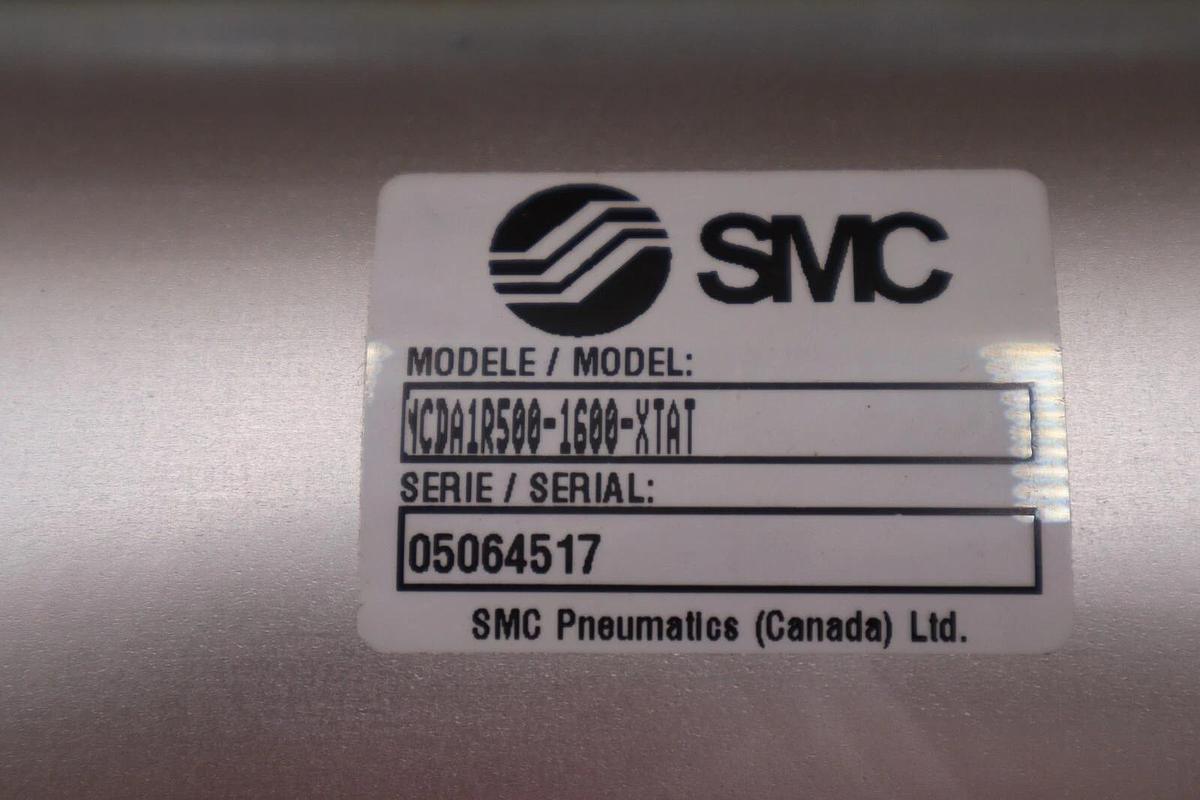 SMC
MODELE / MODEL:
NCDA1R500-1600-XTAT
SERIE / SERIAL:
05064517
SMC Pneumatics (Canada) Ltd.